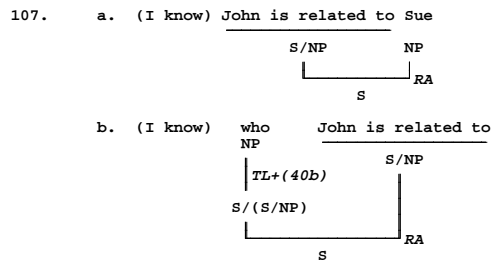 107. a. (I know) John is related to Sue
S/NP NP
RA
S
b. (I know) who John is related to
NP
S/NP
TL+(40b)
S/(S/NP)
RA
S